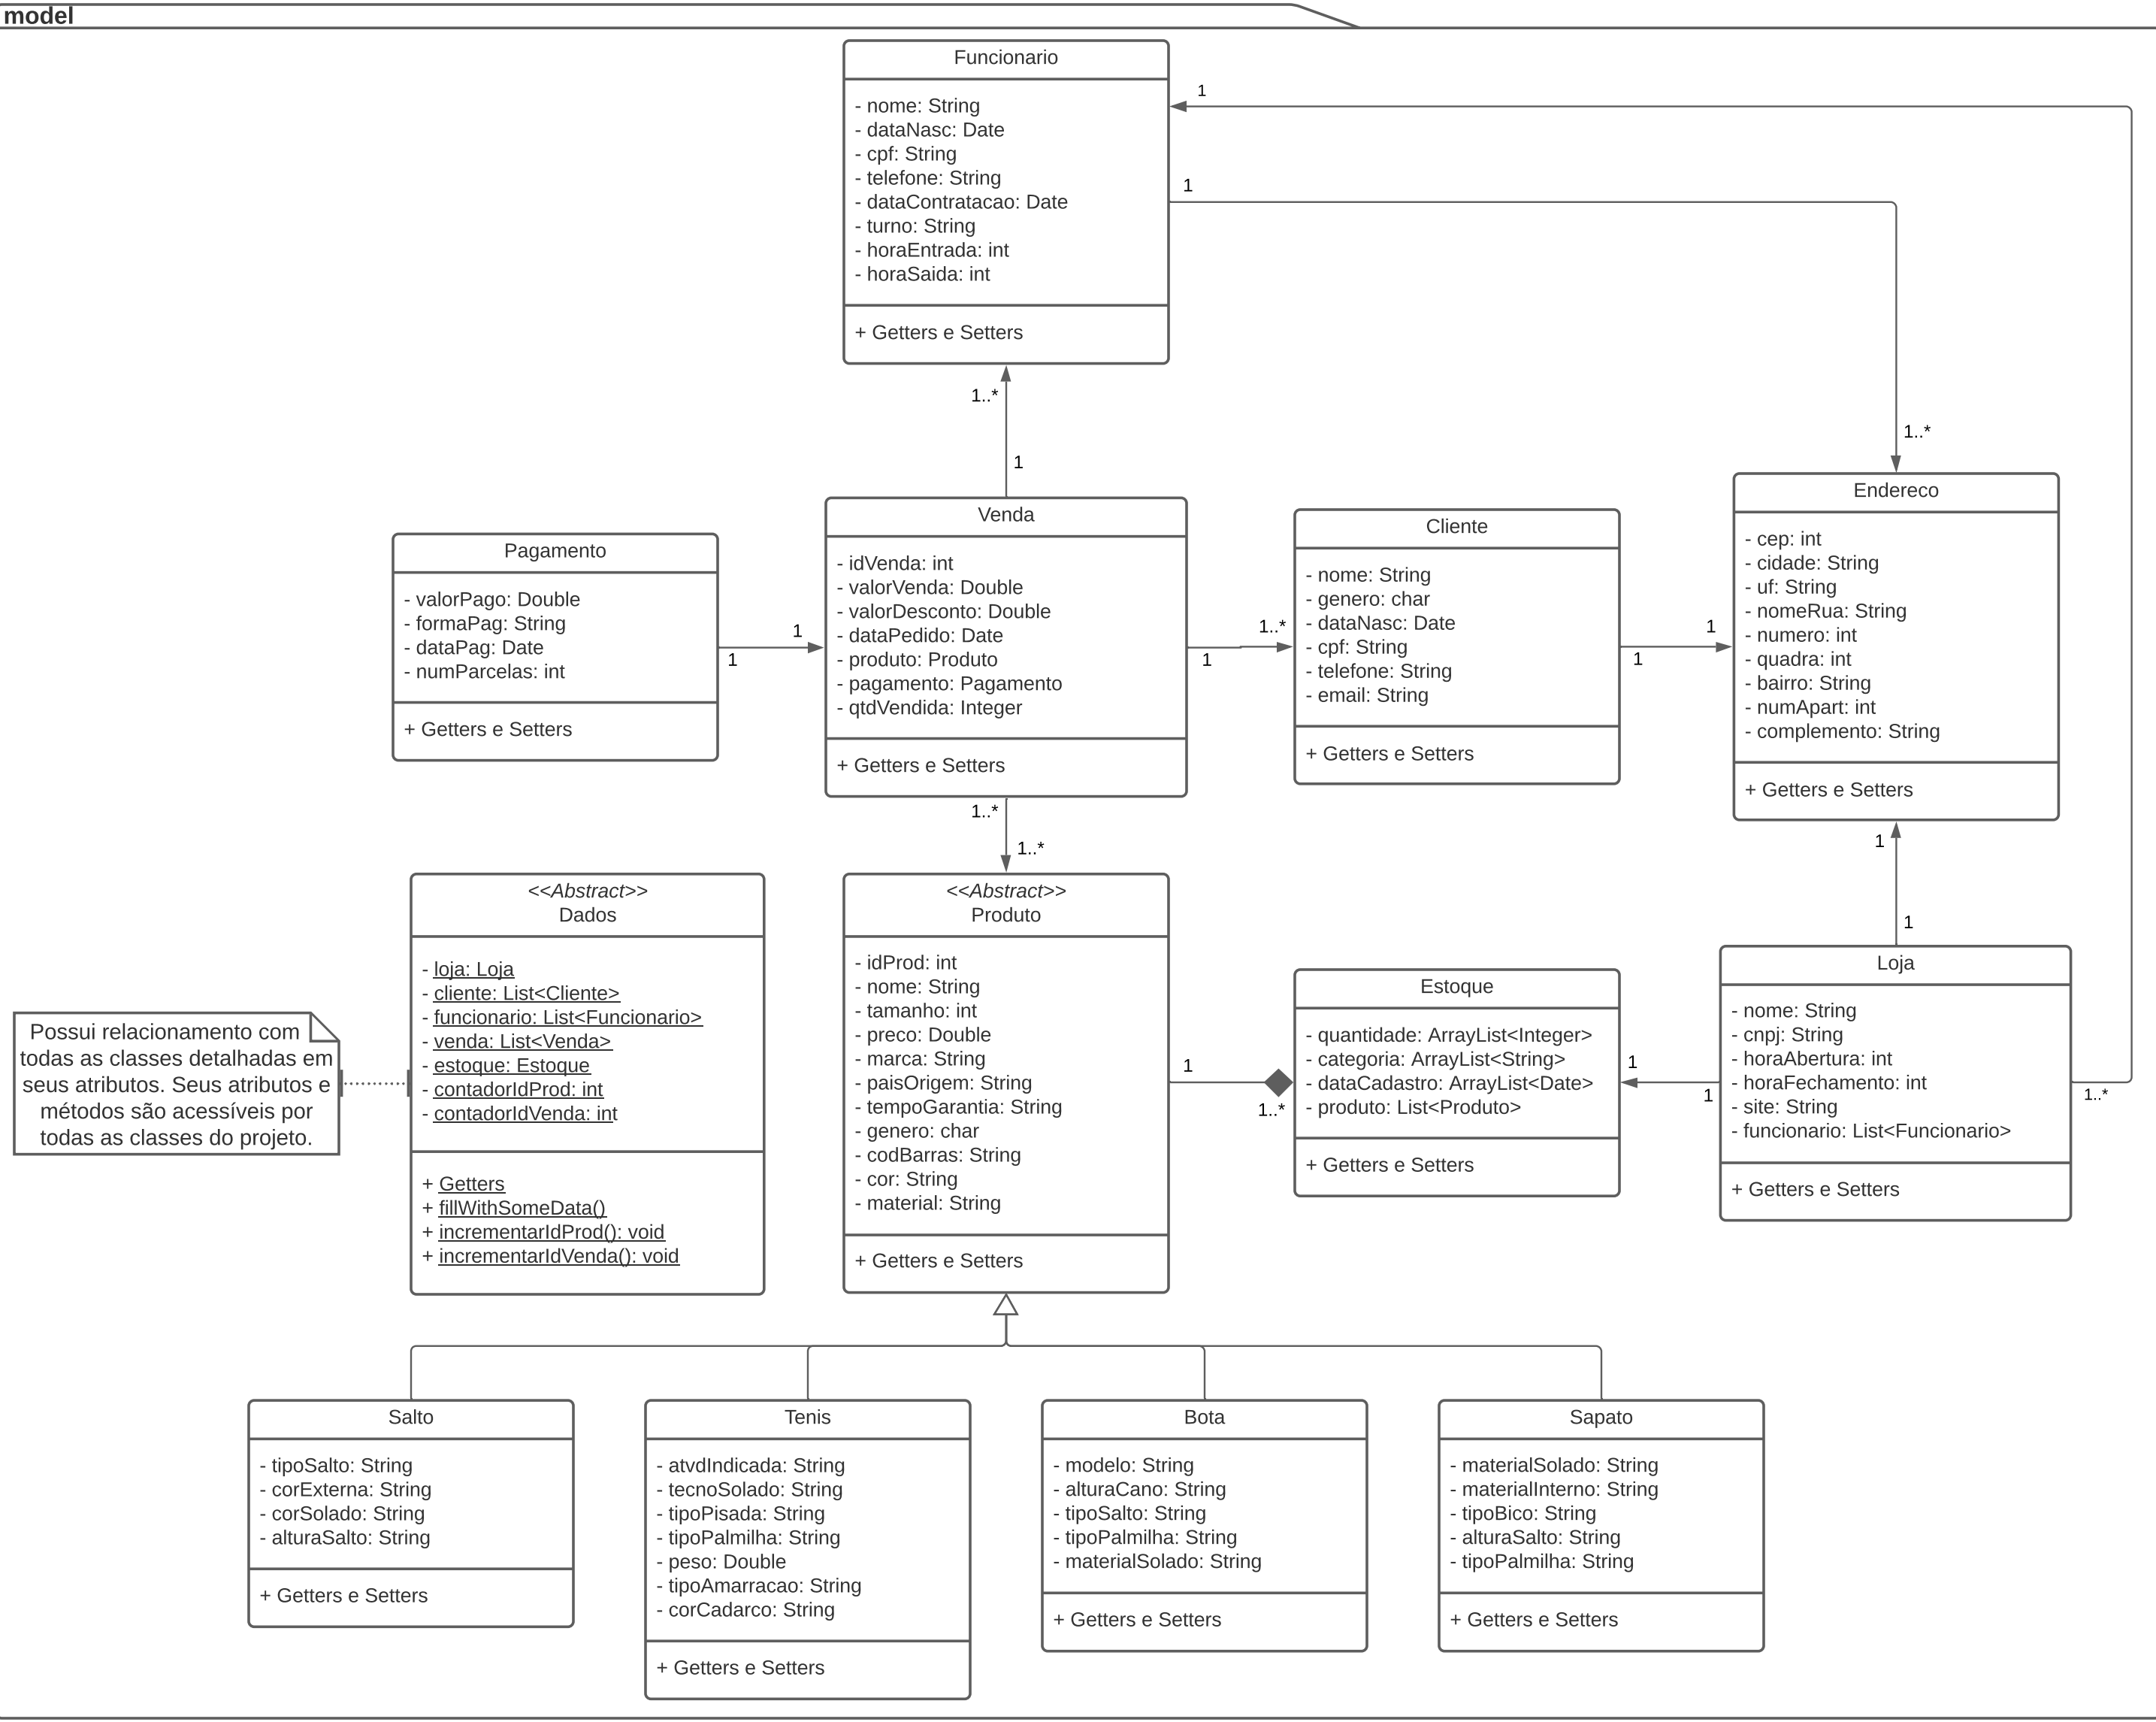 model
Funcionario
- nome: String
- dataNasc: Date
- cpf: String
- telefone: String
- dataContratacao: Date
- turno: String
- horaEntrada: int
- horaSaida: int
+ Getters e Setters
1
1
1..*
1..*
1
Pagamento
- valorPago: Double
- formaPag: String
- dataPag: Date
- numParcelas: int
+ Getters e Setters
1
1
Venda
- idVenda: int
- valorVenda: Double
- valorDesconto: Double
- dataPedido: Date
- produto: Produto
- pagamento: Pagamento
- qtdVendida: Integer
+ Getters e Setters
1..*
1
Cliente
- nome: String
- genero: char
- dataNasc: Date
- cpf: String
- telefone: String
- email: String
+ Getters e Setters
1
1
Endereco
- cep: int
- cidade: String
- uf: String
- nomeRua: String
- numero: int
- quadra: int
- bairro: String
- numApart: int
- complemento: String
+ Getters e Setters
1..*
1..*
1
1
Possui relacionamento com
todas as classes detalhadas em
seus atributos. Seus atributos e
métodos são acessíveis por
todas as classes do projeto.
<<Abstract>>
Dados
- loja: Loja
- cliente: List<Cliente>
- funcionario: List<Funcionario>
- venda: List<Venda>
- estoque: Estoque
- contadorIdProd: int
- contadorIdVenda: int
+ Getters
+ fillWithSomeData()
+ incrementarIdProd(): void
+ incrementarIdVenda(): void
<<Abstract>>
Produto
- idProd: int
- nome: String
- tamanho: int
- preco: Double
- marca: String
- paisOrigem: String
- tempoGarantia: String
- genero: char
- codBarras: String
- cor: String
- material: String
+ Getters e Setters
1
1..*
Estoque
- quantidade: ArrayList<Integer>
- categoria: ArrayList<String>
- dataCadastro: ArrayList<Date>
- produto: List<Produto>
+ Getters e Setters
1
1
Loja
- nome: String
- cnpj: String
- horaAbertura: int
- horaFechamento: int
- site: String
- funcionario: List<Funcionario>
+ Getters e Setters
1..*
Salto
- tipoSalto: String
- corExterna: String
- corSolado: String
- alturaSalto: String
+ Getters e Setters
Tenis
- atvdIndicada: String
- tecnoSolado: String
- tipoPisada: String
- tipoPalmilha: String
- peso: Double
- tipoAmarracao: String
- corCadarco: String
+ Getters e Setters
Bota
- modelo: String
- alturaCano: String
- tipoSalto: String
- tipoPalmilha: String
- materialSolado: String
+ Getters e Setters
Sapato
- materialSolado: String
- materialInterno: String
- tipoBico: String
- alturaSalto: String
- tipoPalmilha: String
+ Getters e Setters